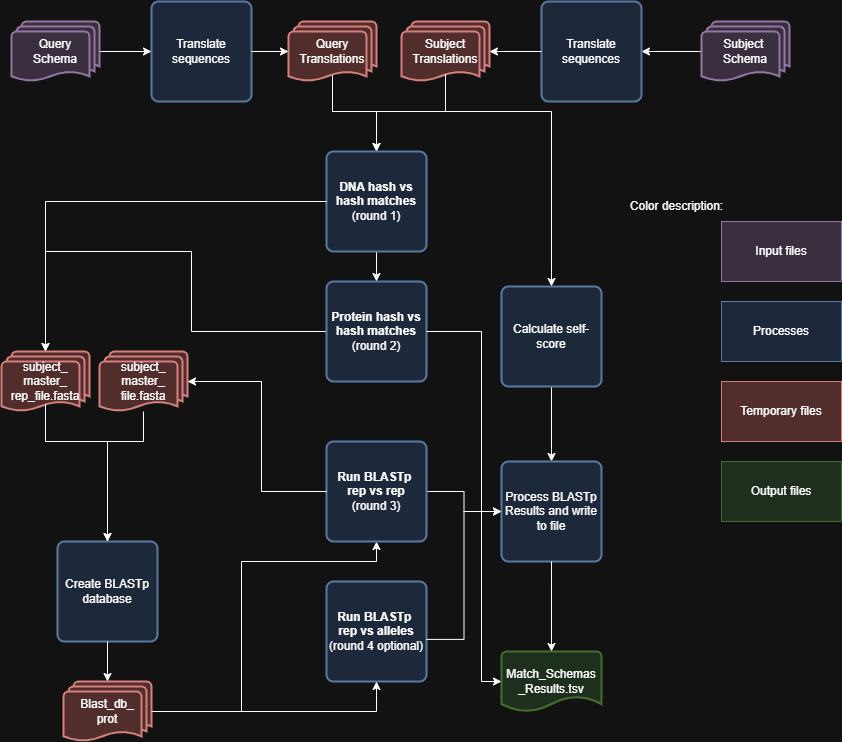 Query
Schema
Translate
sequences
Query
Translations
Subject
Translations
Translate
sequences
Subject
Schema
DNA hash vs
hash matches
(round 1)
Color description:
Input files
Protein hash vs
hash matches
(round 2)
Calculate self-
score
Processes
subject_
master_
rep_file.fasta
subject_
master_
file.fasta
Temporary files
Run BLASTp
rep vs rep
(round 3)
Process BLASTp
Results and write
to file
Output files
Create BLASTp
database
Run BLASTp
rep vs alleles
(round 4 optional)
Match_Schemas
_Results.tsv
Blast_db_
prot